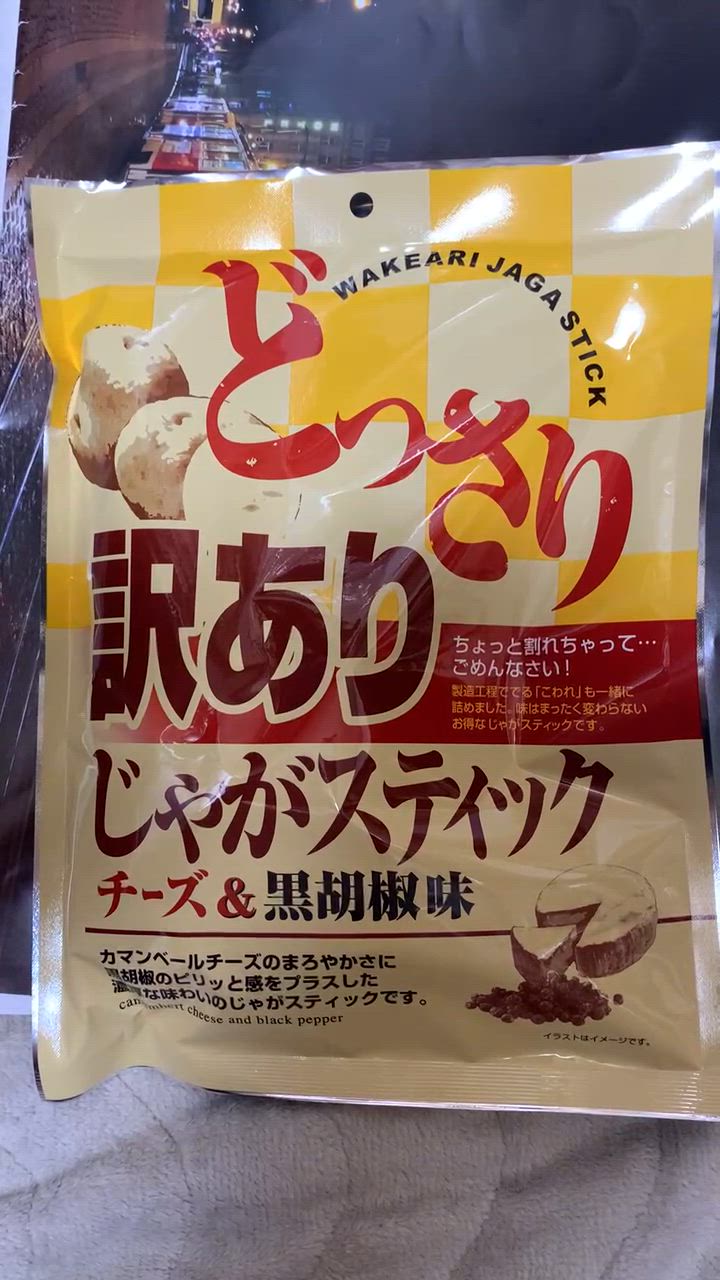 WAKEARI JAGA STICK
どっさり
訳あり
ちょっと割れちゃって…
ごめんなさい!
製造工程ででる「こわれ」も一緒に
詰めました。味はまったく変わらない
お得なじゃがスティックです。
じゃがスティック
チーズ&黒胡椒味
カマンベールチーズのまろやかさに
黒胡椒のピリッと感をプラスした
濃厚な味わいのじゃがスティックです。
camembert cheese and black pepper
イラストはイメージです。